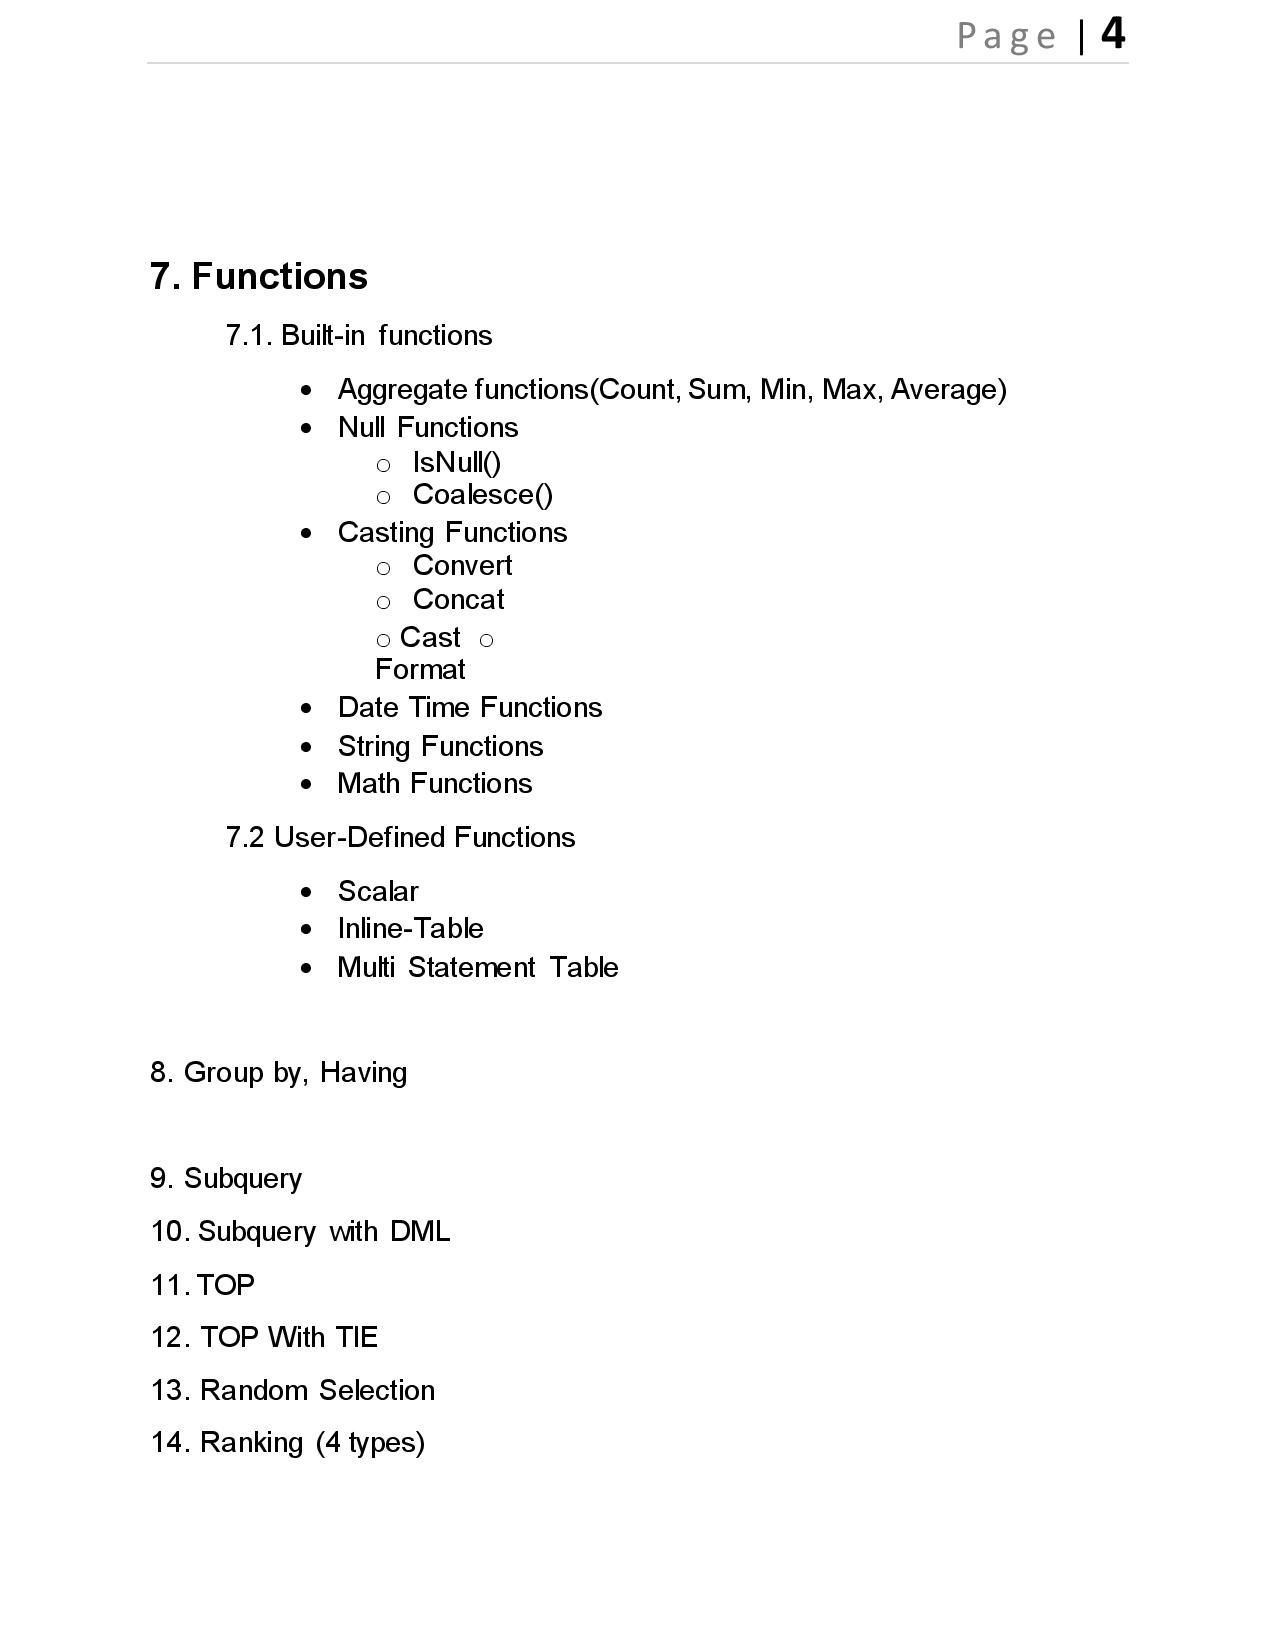 Page | 4
7. Functions
7.1. Built-in functions
• Aggregate functions(Count, Sum, Min, Max, Average)
• Null Functions
○ IsNull()
○ Coalesce()
• Casting Functions
○ Convert
○ Concat
○ Cast ○
Format
• Date Time Functions
• String Functions
• Math Functions
7.2 User-Defined Functions
• Scalar
• Inline-Table
• Multi Statement Table
8. Group by, Having
9. Subquery
10. Subquery with DML
11. TOP
12. TOP With TIE
13. Random Selection
14. Ranking (4 types)